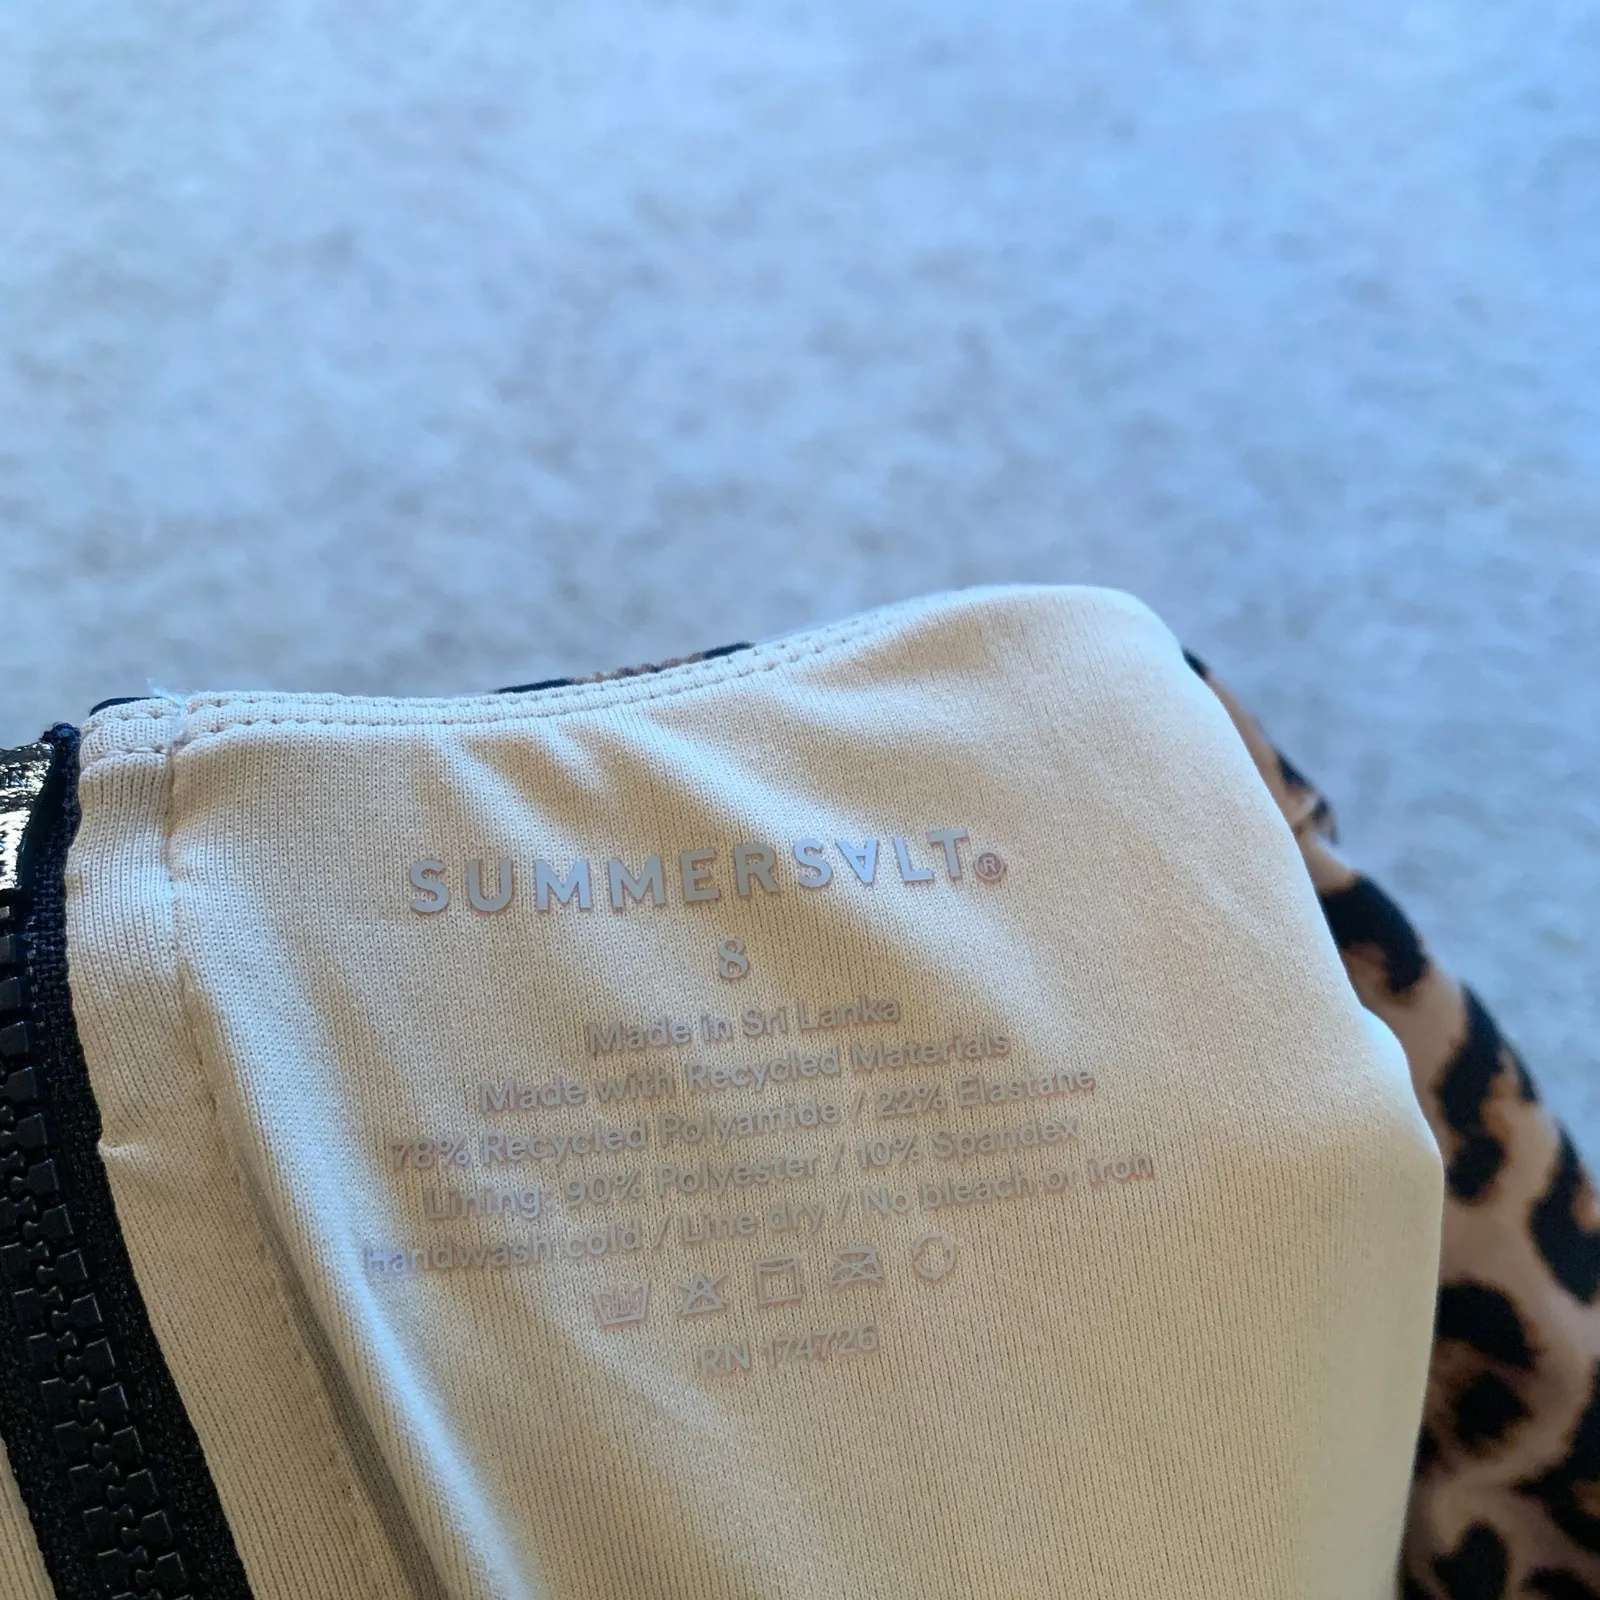 SUMMERSALT®
8
Made in Sri Lanka
Made with Recycled Materials
78% Recycled Polyamide / 22% Elastane
Lining: 90% Polyester / 10% Spandex
Handwash cold / Line dry / No bleach or iron
RN 174726